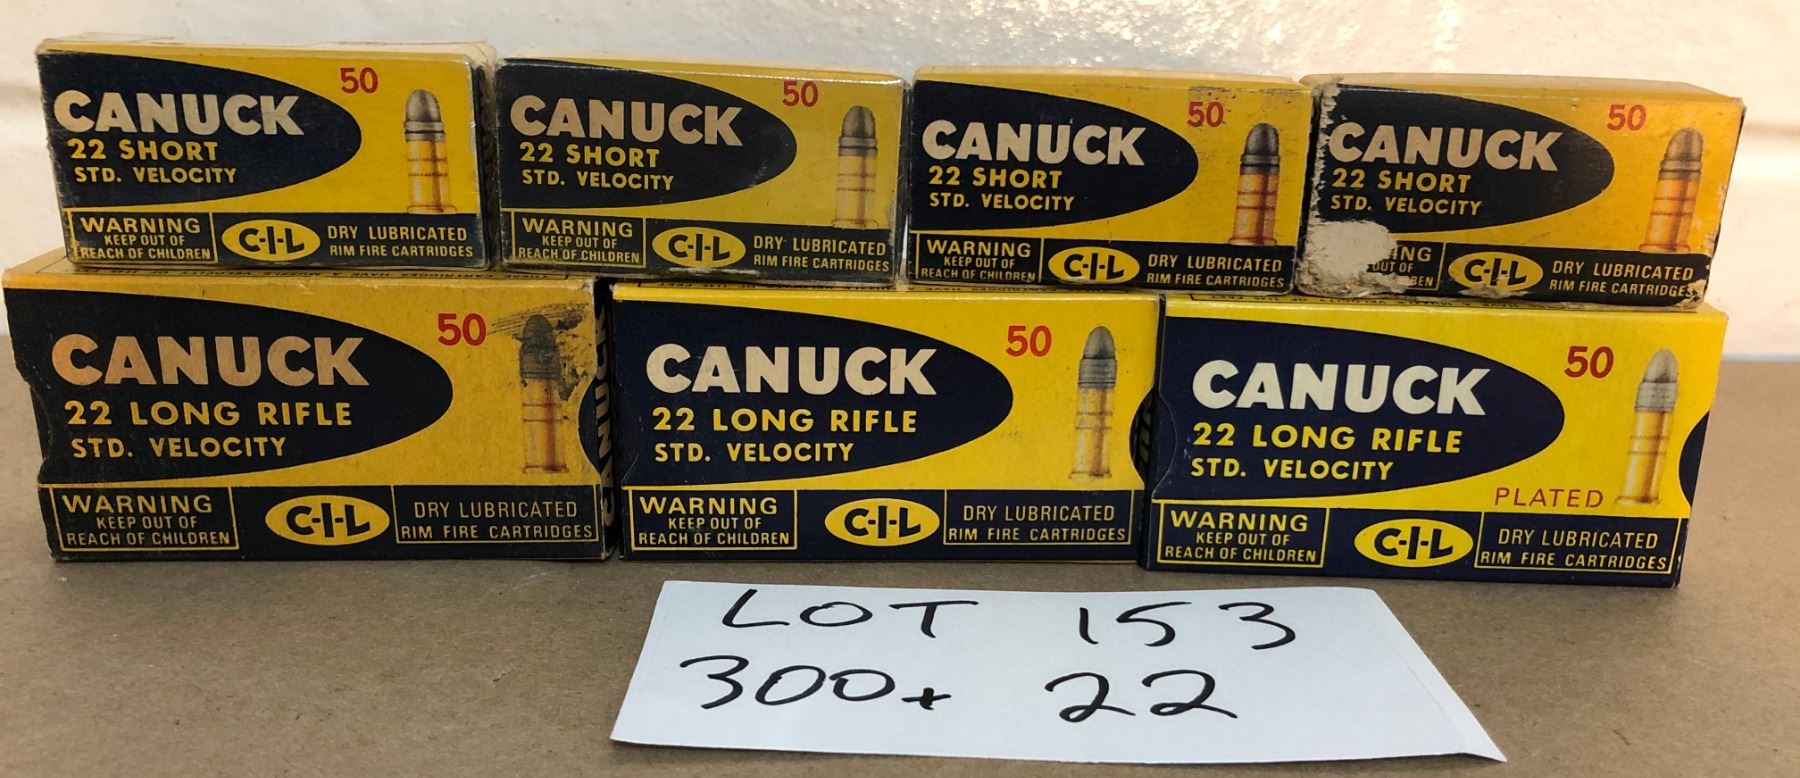 CANUCK
22 SHORT
STD. VELOCITY
50
WARNING
KEEP OUT OF
REACH OF CHILDREN
C-I-L
DRY LUBRICATED
RIM FIRE CARTRIDGES
CANUCK
22 SHORT
STD. VELOCITY
50
WARNING
KEEP OUT OF
REACH OF CHILDREN
C-I-L
DRY LUBRICATED
RIM FIRE CARTRIDGES
CANUCK
22 SHORT
STD. VELOCITY
50
WARNING
KEEP OUT OF
REACH OF CHILDREN
C-I-L
DRY LUBRICATED
RIM FIRE CARTRIDGES
CANUCK
22 SHORT
STD. VELOCITY
50
ING
OUT OF
REN
C-I-L
DRY LUBRICATED
RIM FIRE CARTRIDGES
CANUCK
22 LONG RIFLE
STD. VELOCITY
50
WARNING
KEEP OUT OF
REACH OF CHILDREN
C-I-L
DRY LUBRICATED
RIM FIRE CARTRIDGES
CANUCK
CANUCK
22 LONG RIFLE
STD. VELOCITY
50
WARNING
KEEP OUT OF
REACH OF CHILDREN
C-I-L
DRY LUBRICATED
RIM FIRE CARTRIDGES
CANUCK
22 LONG RIFLE
STD. VELOCITY
50
PLATED
WARNING
KEEP OUT OF
REACH OF CHILDREN
C-I-L
DRY LUBRICATED
RIM FIRE CARTRIDGES
LOT 153
300+ 22